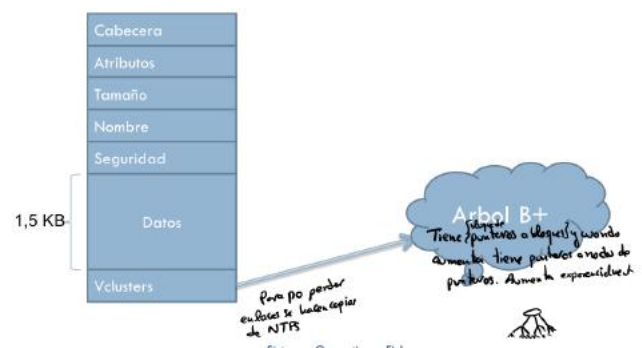 Cabecera
Atributos
Tamaño
Nombre
Seguridad
1,5 KB
Datos
Vclusters
Arbol B+
Tiene punteros a bloques y cuando
aumenta tiene punteros a nodos de
punteros. Aumenta
Para no perder
enlaces se hacen copias
de NTFS